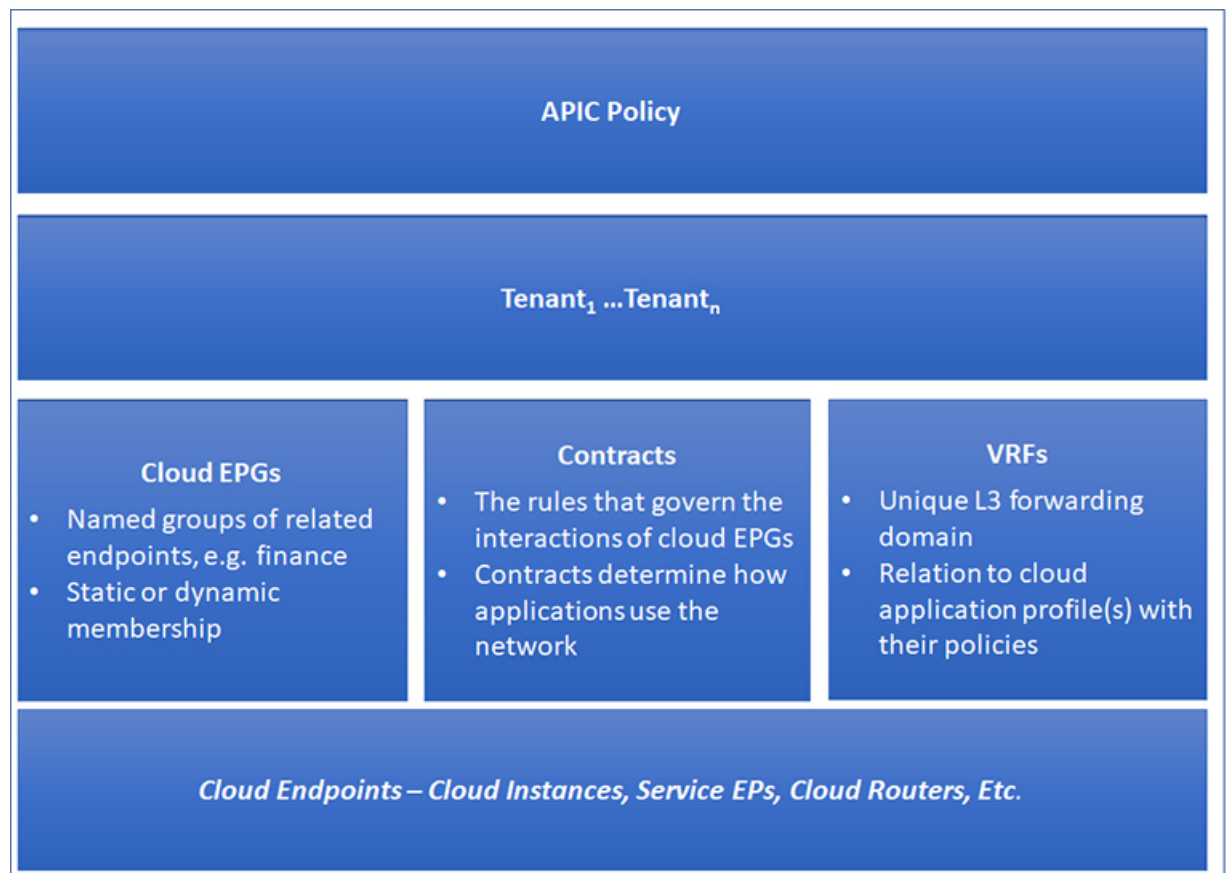 APIC Policy
Tenant1 ...Tenantn
Cloud EPGs
• Named groups of related
endpoints, e.g. finance
• Static or dynamic
membership
Contracts
• The rules that govern the
interactions of cloud EPGs
• Contracts determine how
applications use the
network
VRFs
• Unique L3 forwarding
domain
• Relation to cloud
application profile(s) with
their policies
Cloud Endpoints – Cloud Instances, Service EPs, Cloud Routers, Etc.